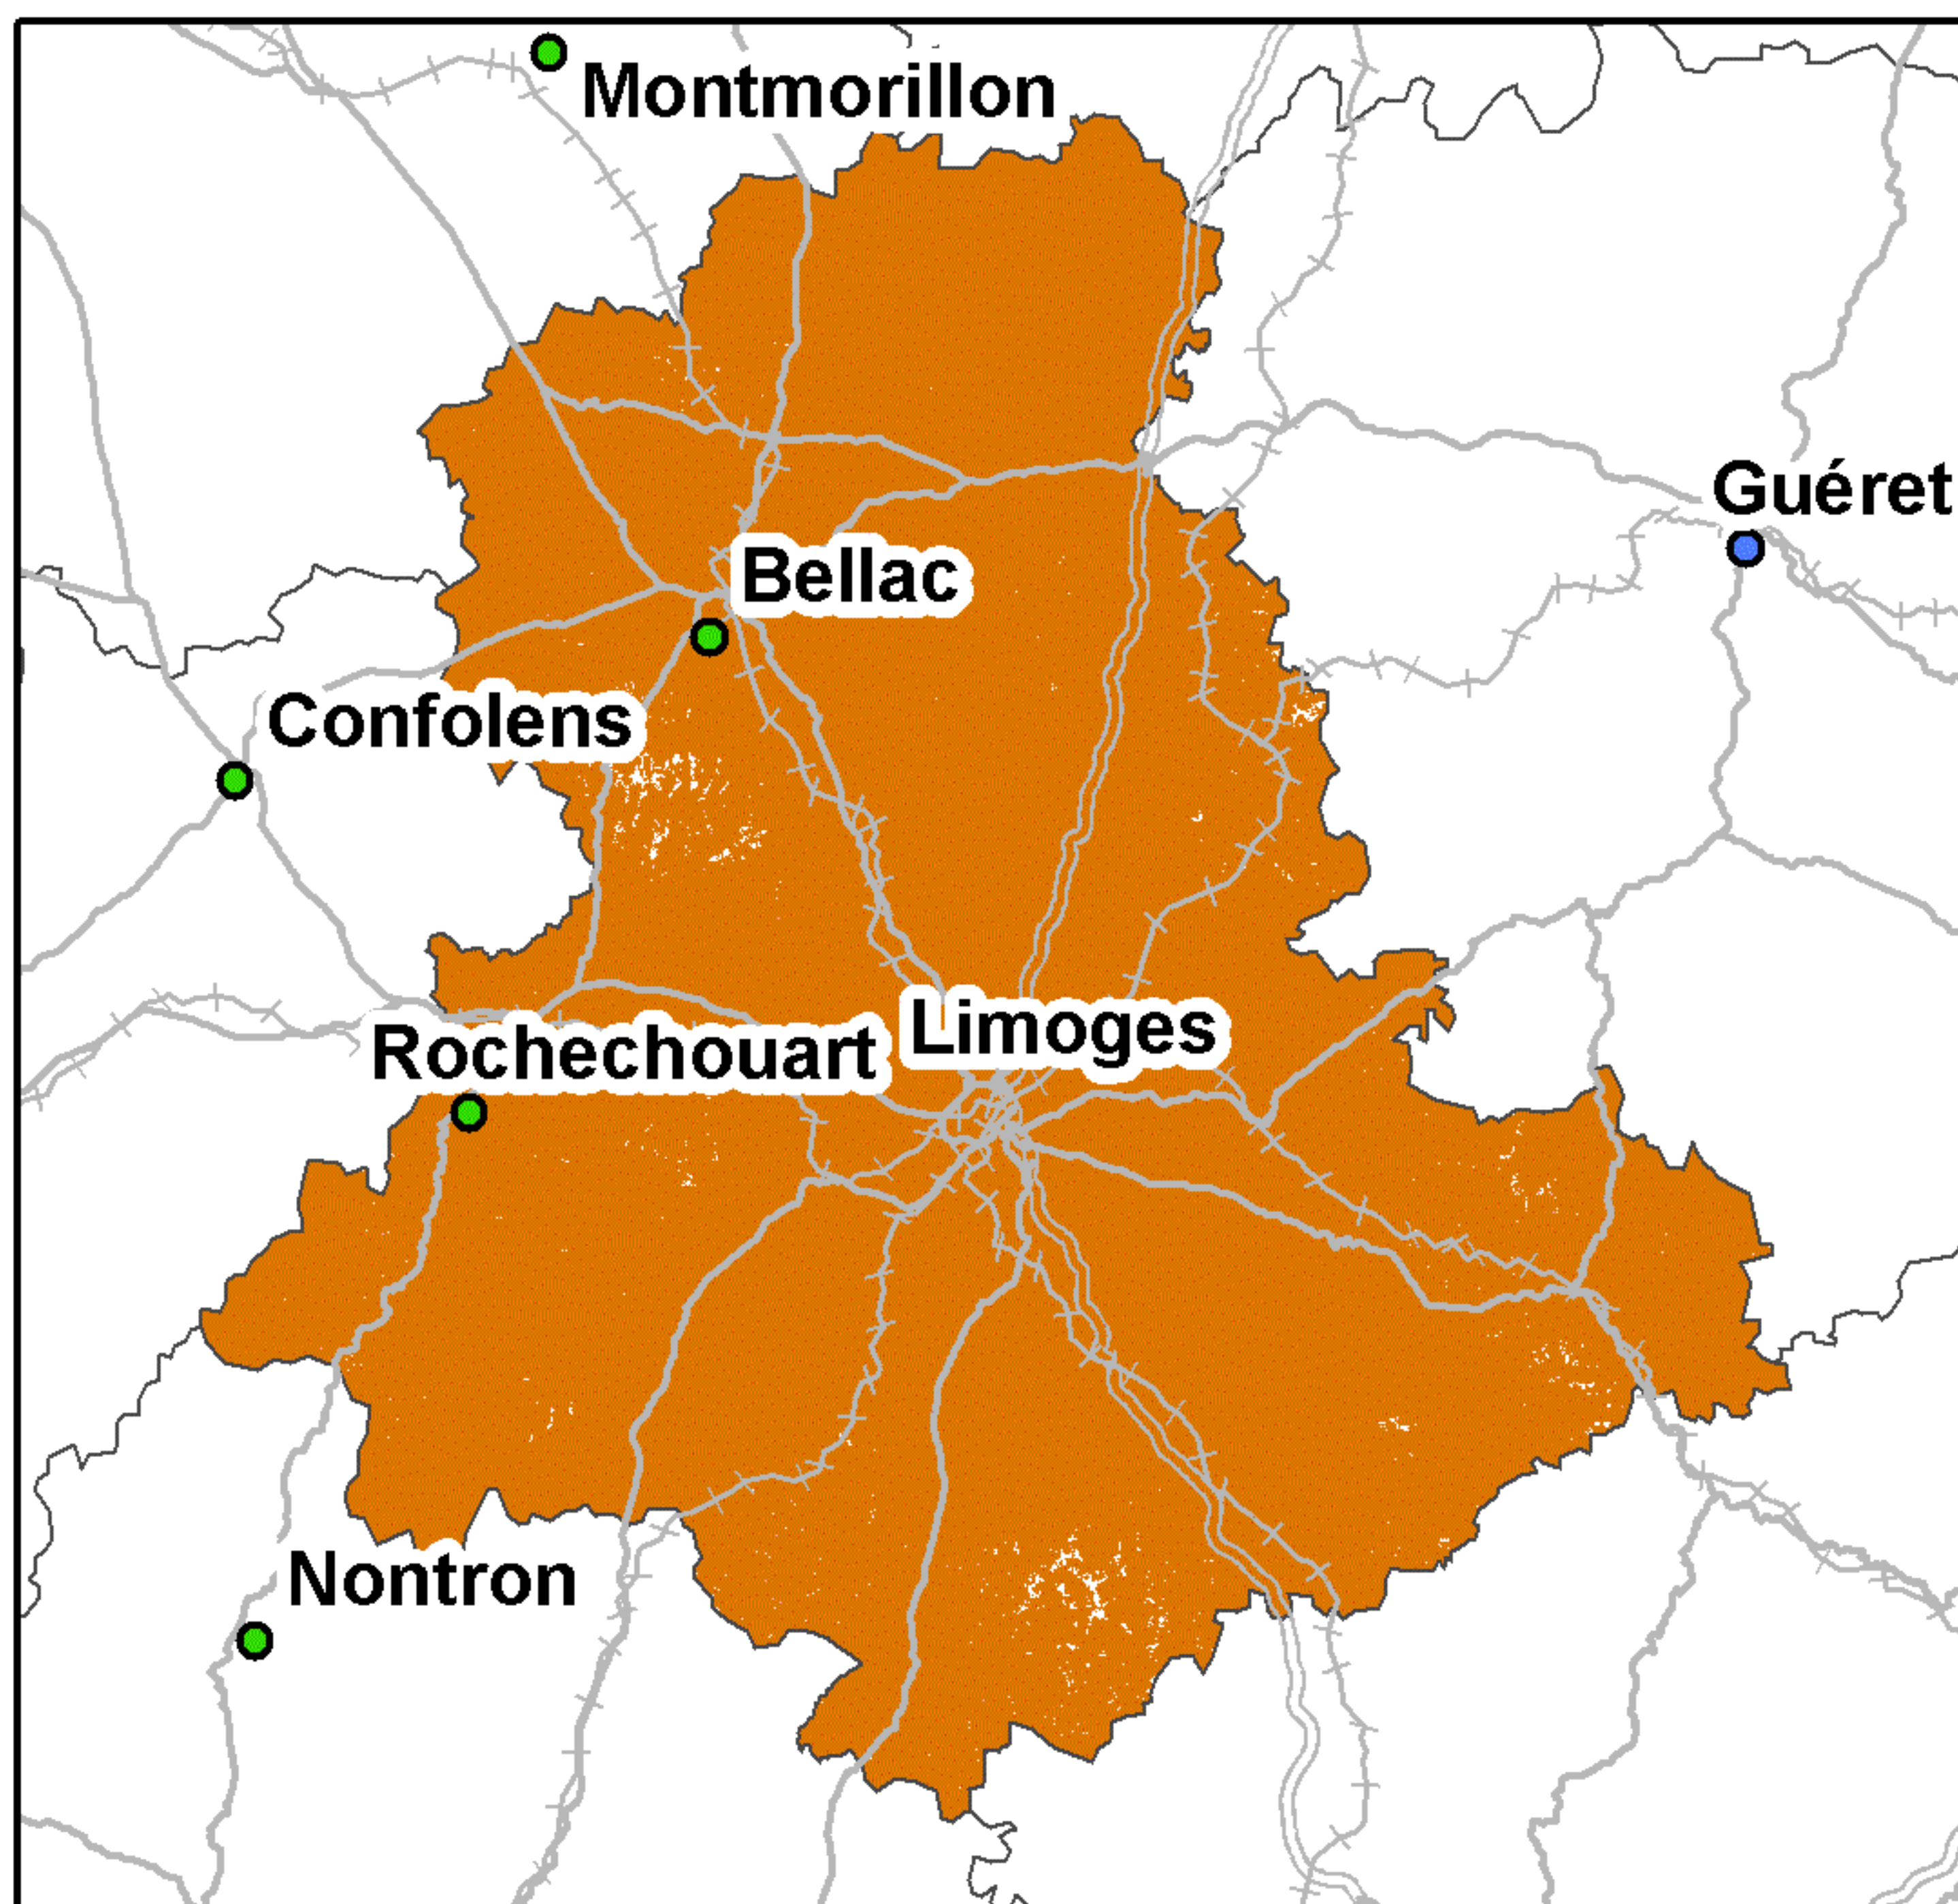 Montmorillon
Guéret
Bellac
Confolens
Limoges
Rochechouart
Nontron